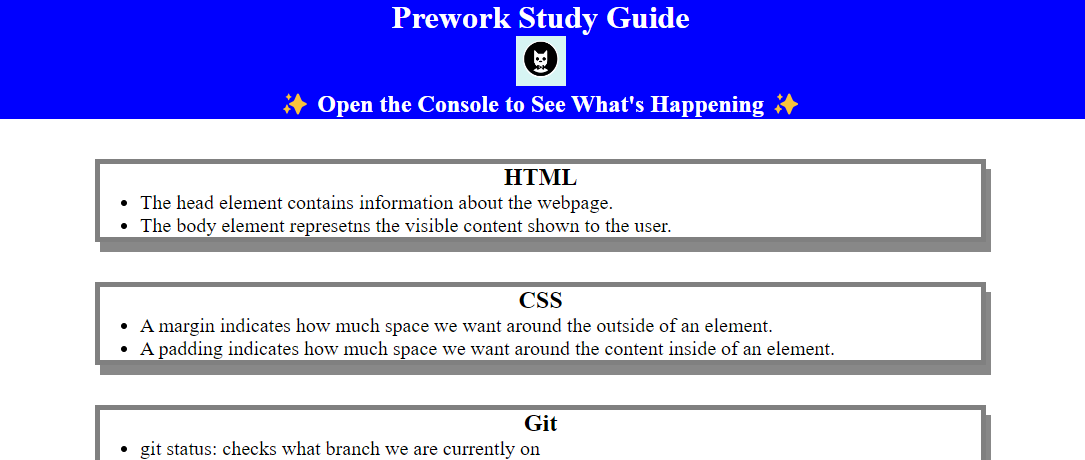 Prework Study Guide
✨ Open the Console to See What's Happening ✨
HTML
• The head element contains information about the webpage.
• The body element represetns the visible content shown to the user.
CSS
• A margin indicates how much space we want around the outside of an element.
• A padding indicates how much space we want around the content inside of an element.
Git
• git status: checks what branch we are currently on